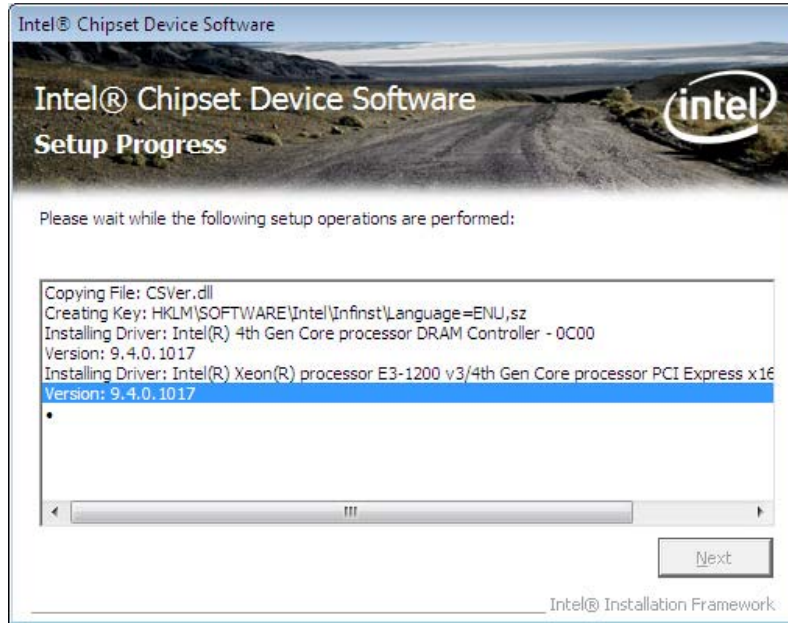 Intel® Chipset Device Software
Intel® Chipset Device Software
intel
Setup Progress
Please wait while the following setup operations are performed:
Copying File: CSVer.dll
Creating Key: HKLM\SOFTWARE\Intel\Infinst\Language=ENU,sz
Installing Driver: Intel(R) 4th Gen Core processor DRAM Controller - 0C00
Version: 9.4.0.1017
Installing Driver: Intel(R) Xeon(R) processor E3-1200 v3/4th Gen Core processor PCI Express x16
Version: 9.4.0.1017
Next
Intel® Installation Framework